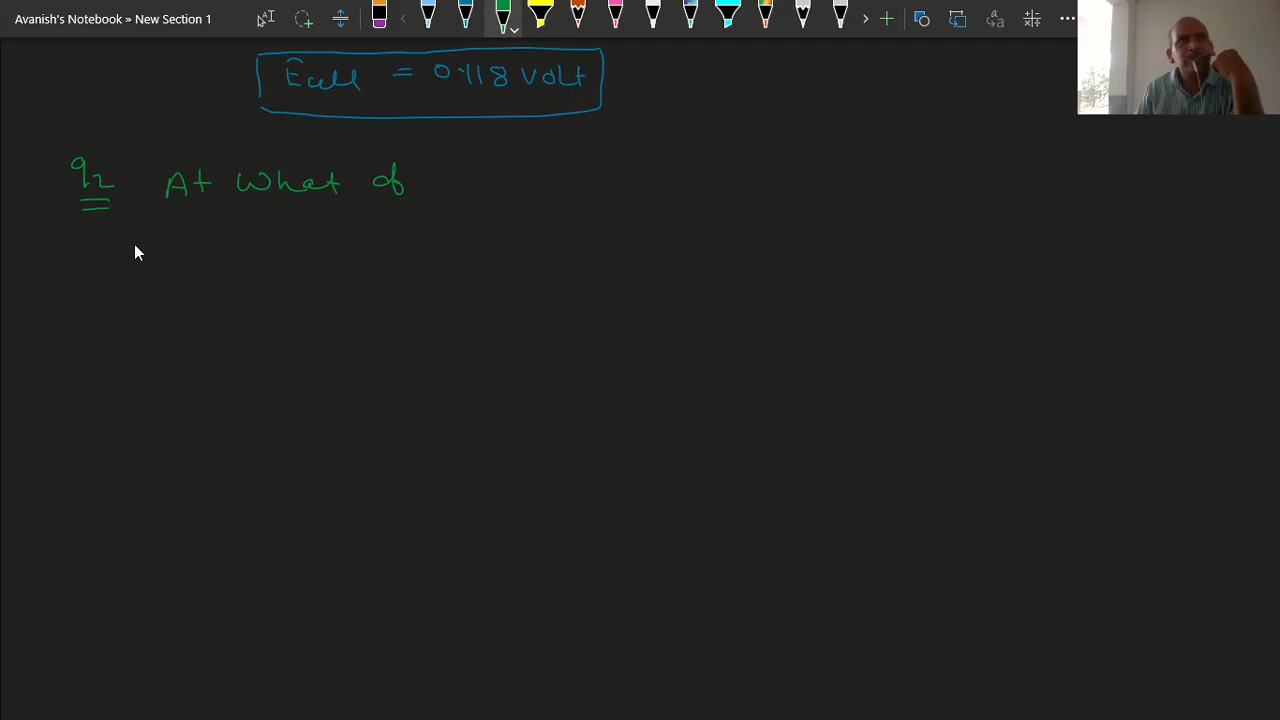 Avanish's Notebook » New Section 1
Ecell = 0.118 volt
q2 At What of